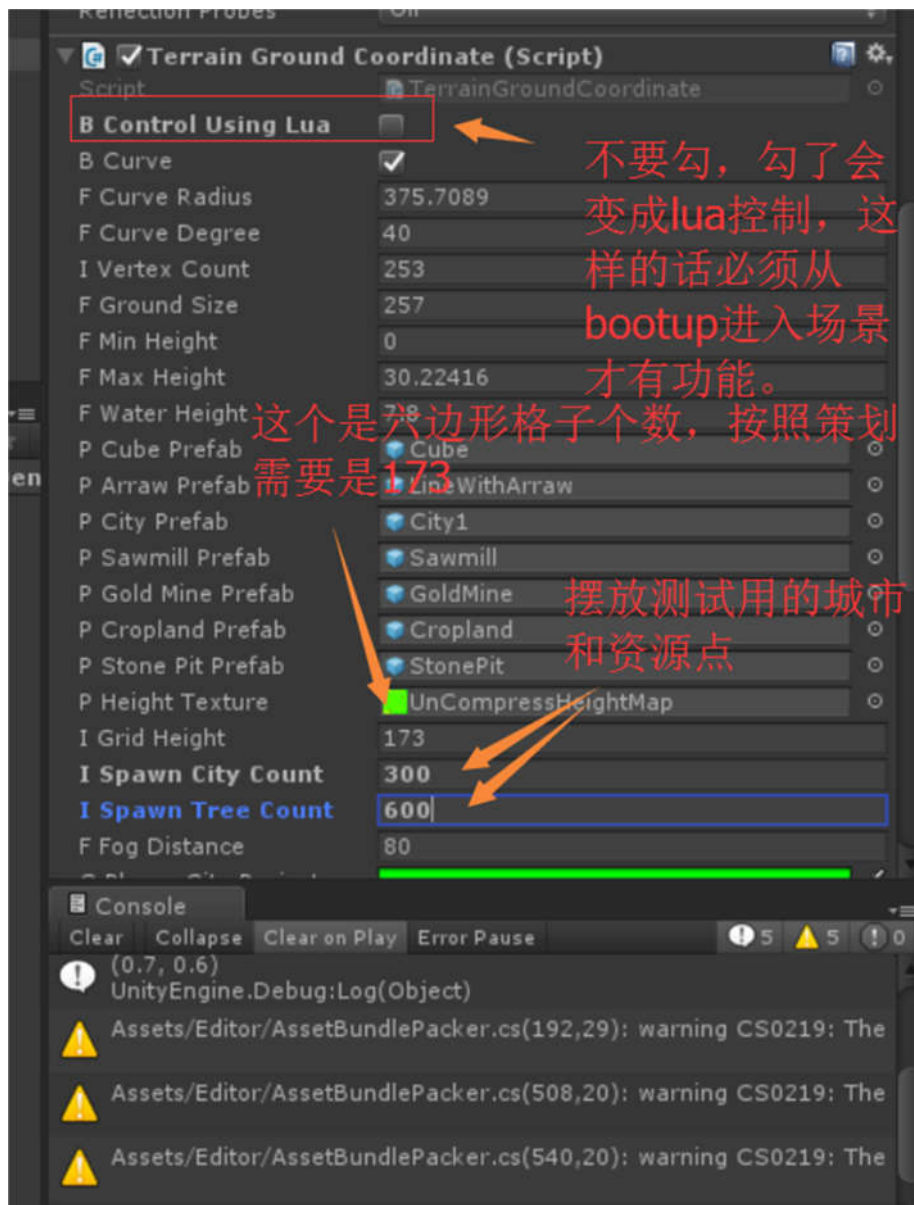 Reflection Probes
On
Terrain Ground Coordinate (Script)
Script
TerrainGroundCoordinate
B Control Using Lua
B Curve
F Curve Radius
375.7089
F Curve Degree
40
I Vertex Count
253
F Ground Size
257
F Min Height
0
F Max Height
30.22416
F Water Height
7.8
P Cube Prefab
Cube
P Arraw Prefab
LineWithArraw
P City Prefab
City1
P Sawmill Prefab
Sawmill
P Gold Mine Prefab
GoldMine
P Cropland Prefab
Cropland
P Stone Pit Prefab
StonePit
P Height Texture
UnCompressHeightMap
I Grid Height
173
I Spawn City Count
300
I Spawn Tree Count
600
F Fog Distance
80
不要勾，勾了会
变成lua控制，这
样的话必须从
bootup进入场景
才有功能。
这个是六边形格子个数，按照策划
需要是173
摆放测试用的城市
和资源点
en
Console
Clear
Collapse
Clear on Play
Error Pause
5
5
0
(0.7, 0.6)
UnityEngine.Debug:Log(Object)
Assets/Editor/AssetBundlePacker.cs(192,29): warning CS0219: The
Assets/Editor/AssetBundlePacker.cs(508,20): warning CS0219: The
Assets/Editor/AssetBundlePacker.cs(540,20): warning CS0219: The